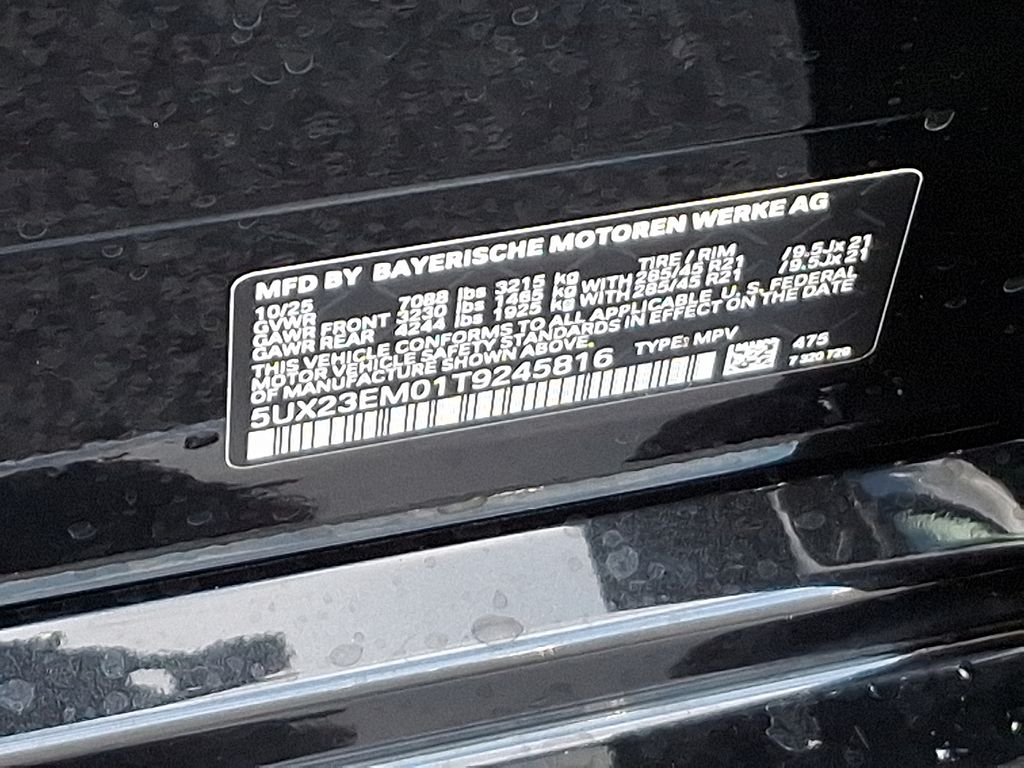 MFD BY BAYERISCHE MOTOREN WERKE AG
10/25 TIRE / RIM
GVWR 7088 lbs 3215 kg
GAWR FRONT 3230 lbs 1465 kg WITH 285/45 R21 /9.5Jx21
GAWR REAR 4244 lbs 1925 kg WITH 285/45 R21 /9.5Jx21
THIS VEHICLE CONFORMS TO ALL APPLICABLE U. S. FEDERAL
MOTOR VEHICLE SAFETY STANDARDS IN EFFECT ON THE DATE
OF MANUFACTURE SHOWN ABOVE.
5UX23EM01T9245816 TYPE: MPV
475
7 320 726